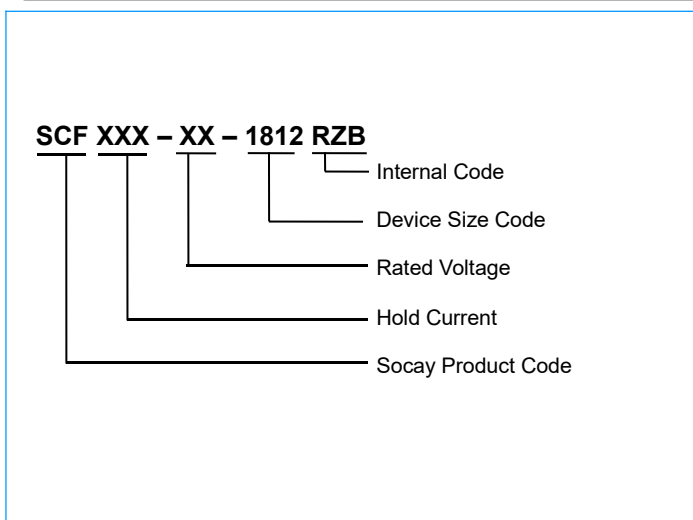 SCF XXX – XX – 1812 RZB
Internal Code
Device Size Code
Rated Voltage
Hold Current
Socay Product Code